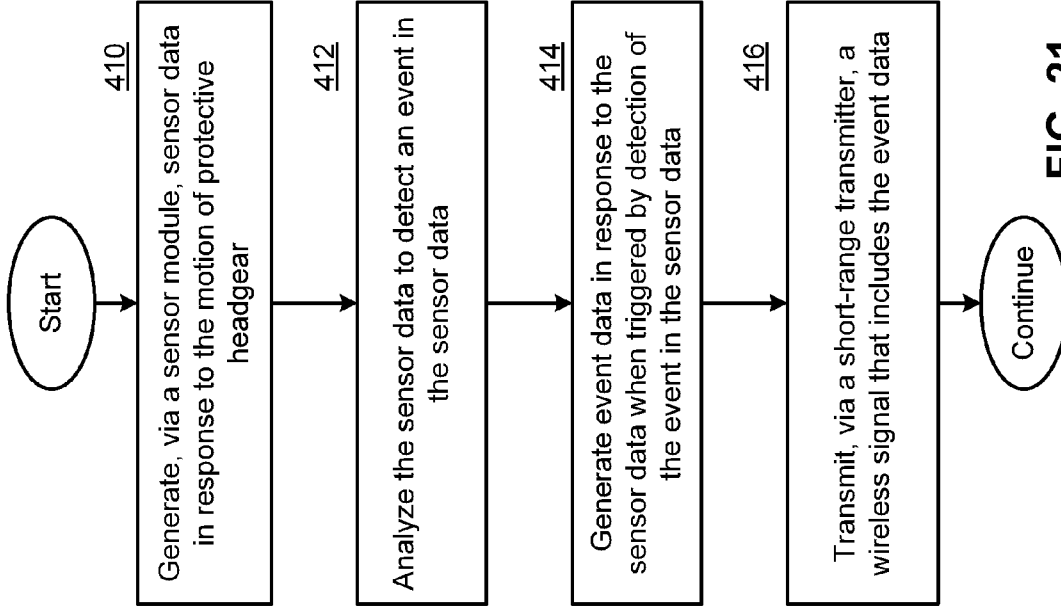 Start
410
Generate, via a sensor module, sensor data
in response to the motion of protective
headgear
412
Analyze the sensor data to detect an event in
the sensor data
414
Generate event data in response to the
sensor data when triggered by detection of
the event in the sensor data
416
Transmit, via a short-range transmitter, a
wireless signal that includes the event data
Continue
FIG. 21